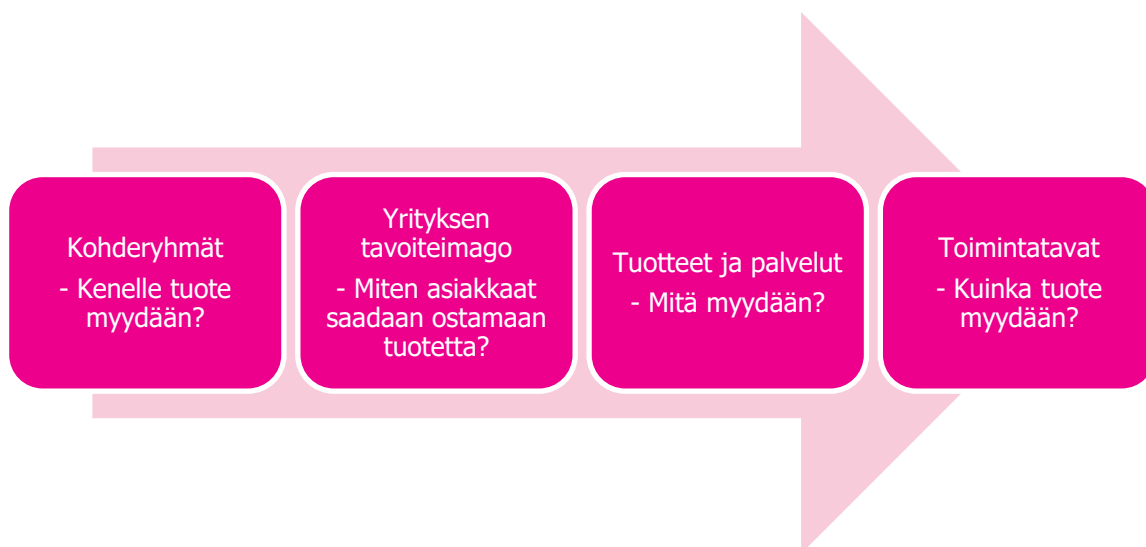 Kohderyhmät
- Kenelle tuote
myydään?
Yrityksen
tavoiteimago
- Miten asiakkaat
saadaan ostamaan
tuotetta?
Tuotteet ja palvelut
- Mitä myydään?
Toimintatavat
- Kuinka tuote
myydään?